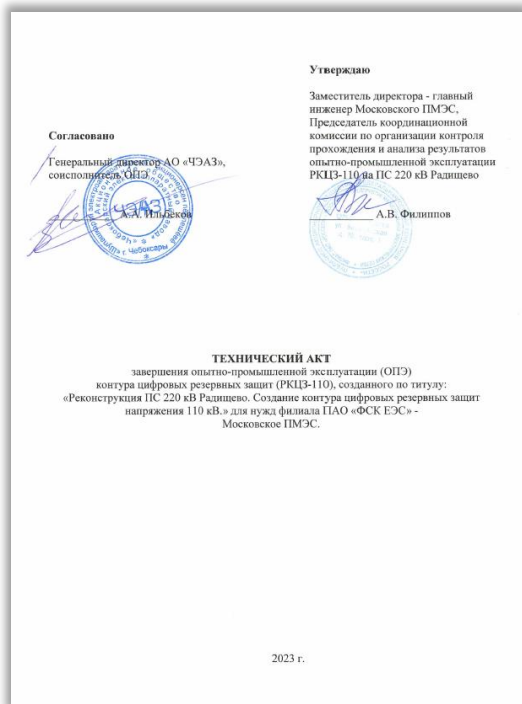 Утверждаю
Заместитель директора - главный
инженер Московского ПМЭС,
Председатель координационной
комиссии по организации контроля
прохождения и анализа результатов
опытно-промышленной эксплуатации
РКЦЗ-110 на ПС 220 кВ Радищево
А.В. Филиппов
Согласовано
Генеральный директор АО «ЧЭАЗ»,
соисполнитель ОПЭ
А.А. Ильбеков
ЧЭАЗ
г. Чебоксары
ТЕХНИЧЕСКИЙ АКТ
завершения опытно-промышленной эксплуатации (ОПЭ)
контура цифровых резервных защит (РКЦЗ-110), созданного по титулу:
«Реконструкция ПС 220 кВ Радищево. Создание контура цифровых резервных защит
напряжения 110 кВ.» для нужд филиала ПАО «ФСК ЕЭС» -
Московское ПМЭС.
2023 г.